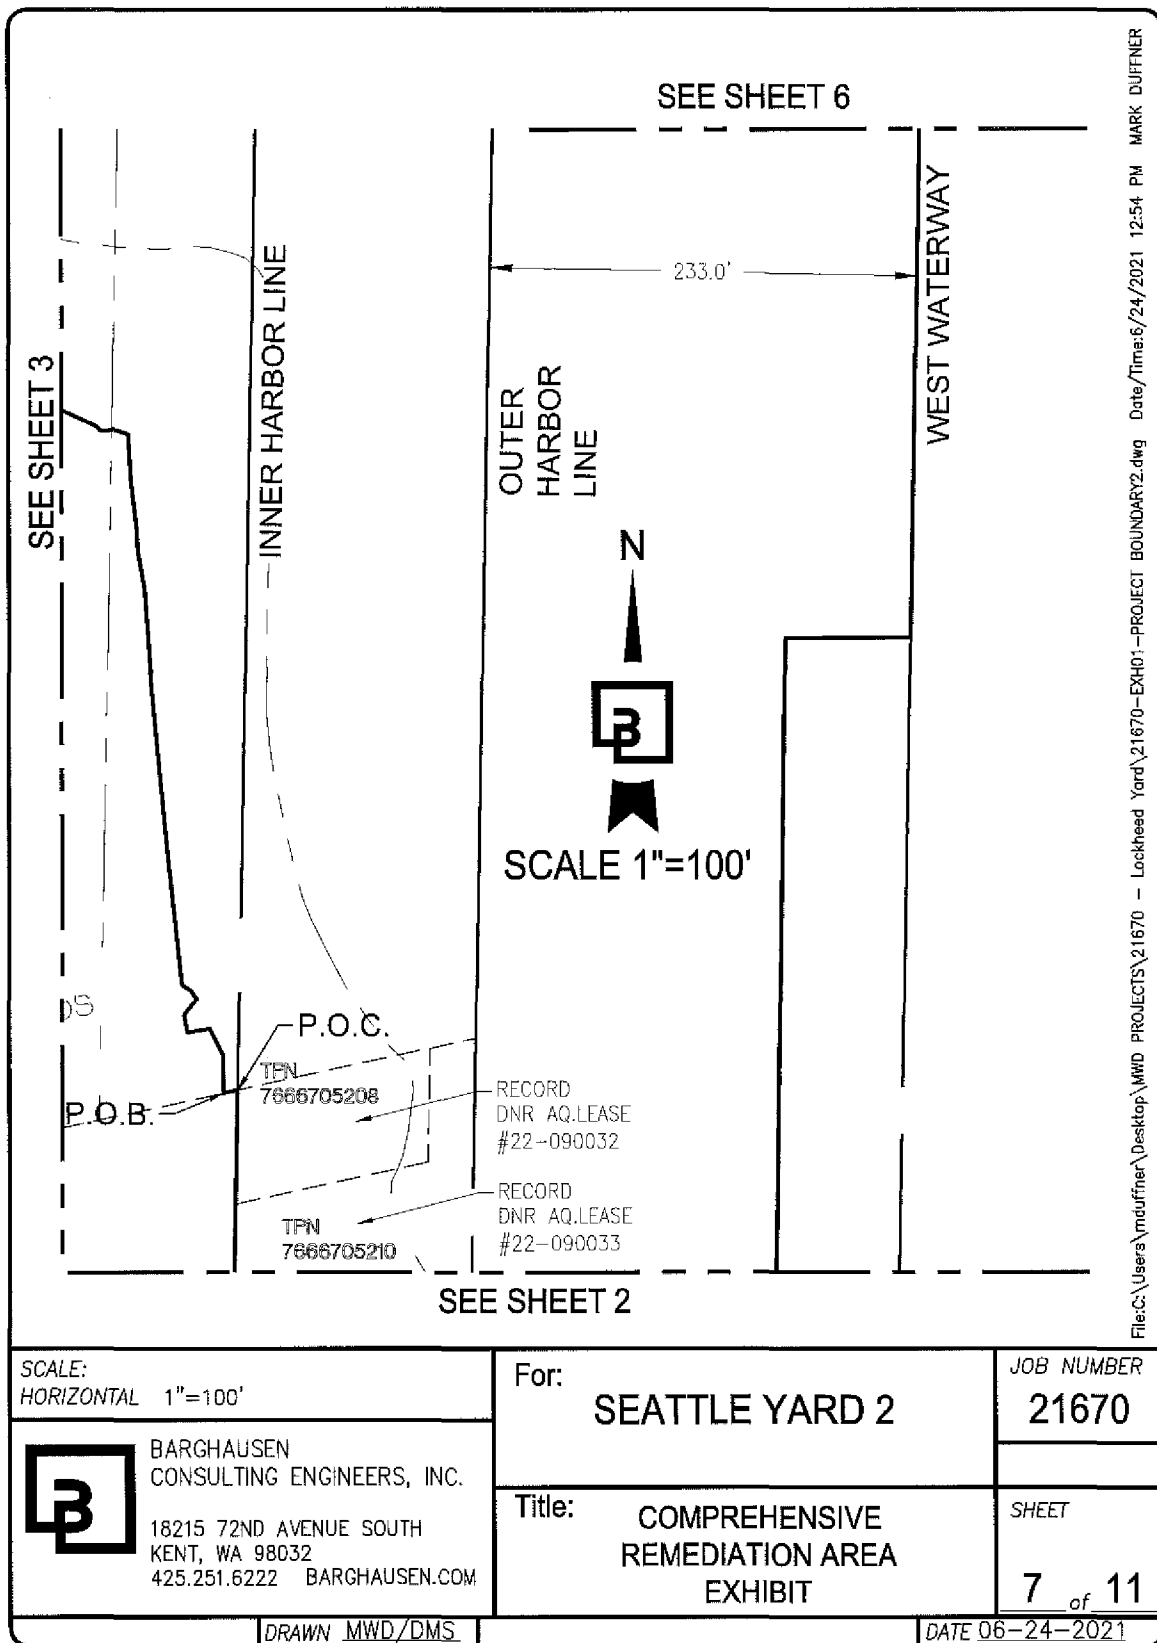 SEE SHEET 6
SEE SHEET 3
INNER HARBOR LINE
OUTER
HARBOR
LINE
233.0'
WEST WATERWAY
N
B
SCALE 1"=100'
P.O.C.
TPN
7666705208
P.O.B.
RECORD
DNR AQ.LEASE
#22-090032
RECORD
DNR AQ.LEASE
#22-090033
TPN
7666705210
SEE SHEET 2
File:C:\Users\mduffner\Desktop\MWD PROJECTS\21670 - Lockheed Yard\21670-EXH01-PROJECT BOUNDARY2.dwg Date/Time:6/24/2021 12:54 PM MARK DUFFNER
SCALE:
HORIZONTAL 1"=100'
B
BARGHAUSEN
CONSULTING ENGINEERS, INC.
18215 72ND AVENUE SOUTH
KENT, WA 98032
425.251.6222 BARGHAUSEN.COM
For:
SEATTLE YARD 2
Title:
COMPREHENSIVE
REMEDIATION AREA
EXHIBIT
JOB NUMBER
21670
SHEET
7 of 11
DRAWN MWD/DMS
DATE 06-24-2021